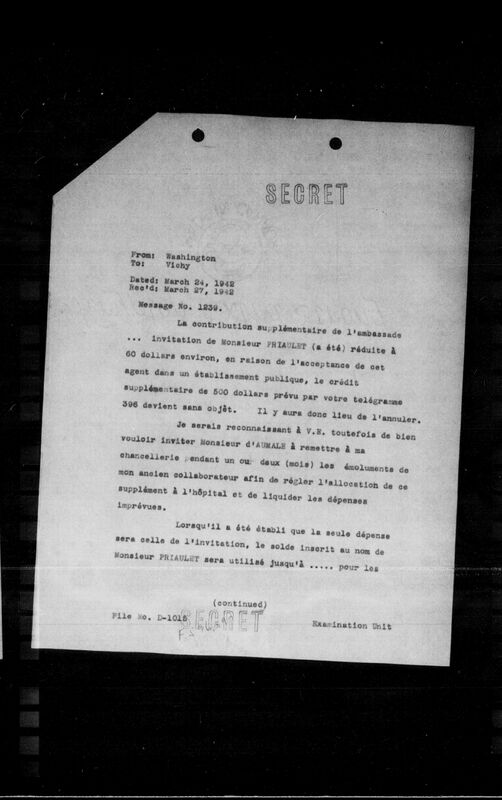 SECRET
From: Washington
To: Vichy
Dated: March 24, 1942
Rec'd: March 27, 1942
Message No. 1239.
La contribution supplémentaire de l'ambassade
... invitation de Monsieur PRIAULET (a été) réduite à
60 dollars environ, en raison de l'acceptance de cet
agent dans un établissement publique, le crédit
supplémentaire de 500 dollars prévu par votre telégramme
396 devient sans objêt. Il y aura donc lieu de l'annuler.
Je serais reconnaissant à V.E. toutefois de bien
vouloir inviter Monsieur d'AUMALE à remettre à ma
chancellerie pendant un ou deux (mois) les émoluments de
mon ancien collaborateur afin de régler l'allocation de ce
supplément à l'hôpital et de liquider les dépenses
imprévues.
Lorsqu'il a été établi que la seule dépense
sera celle de l'invitation, le solde inscrit au nom de
Monsieur PRIAULET sera utilisé jusqu'à ..... pour les
(continued)
File No. D-1015
SECRET
Examination Unit